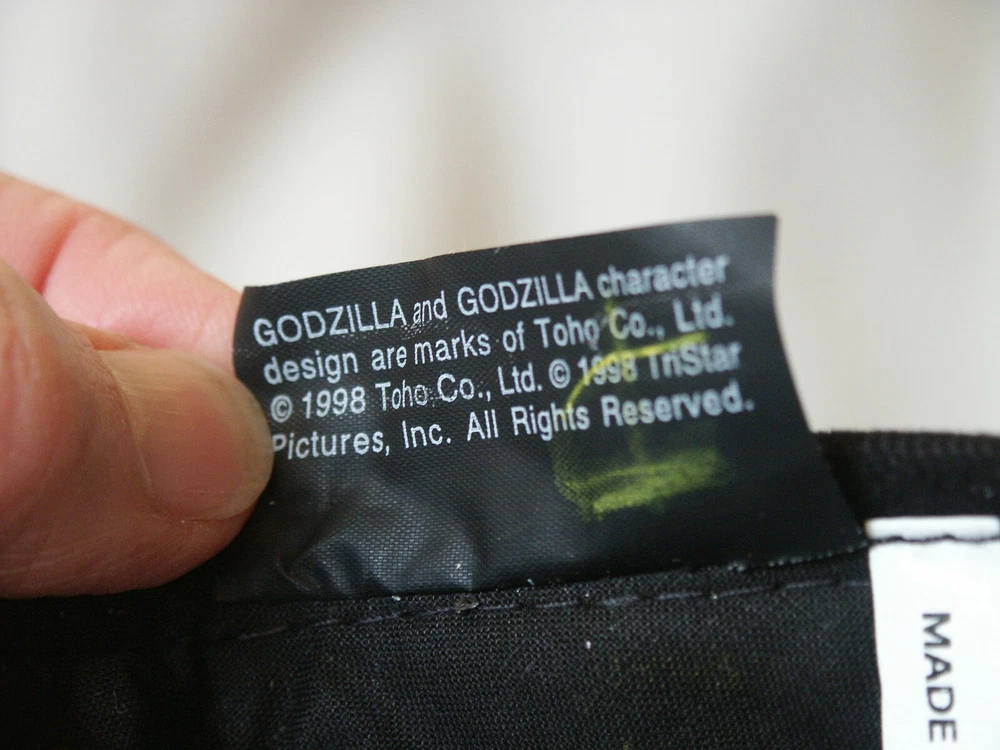 GODZILLA and GODZILLA character
design are marks of Toho Co., Ltd.
© 1998 Toho Co., Ltd. © 1998 TriStar
Pictures, Inc. All Rights Reserved.
MADE